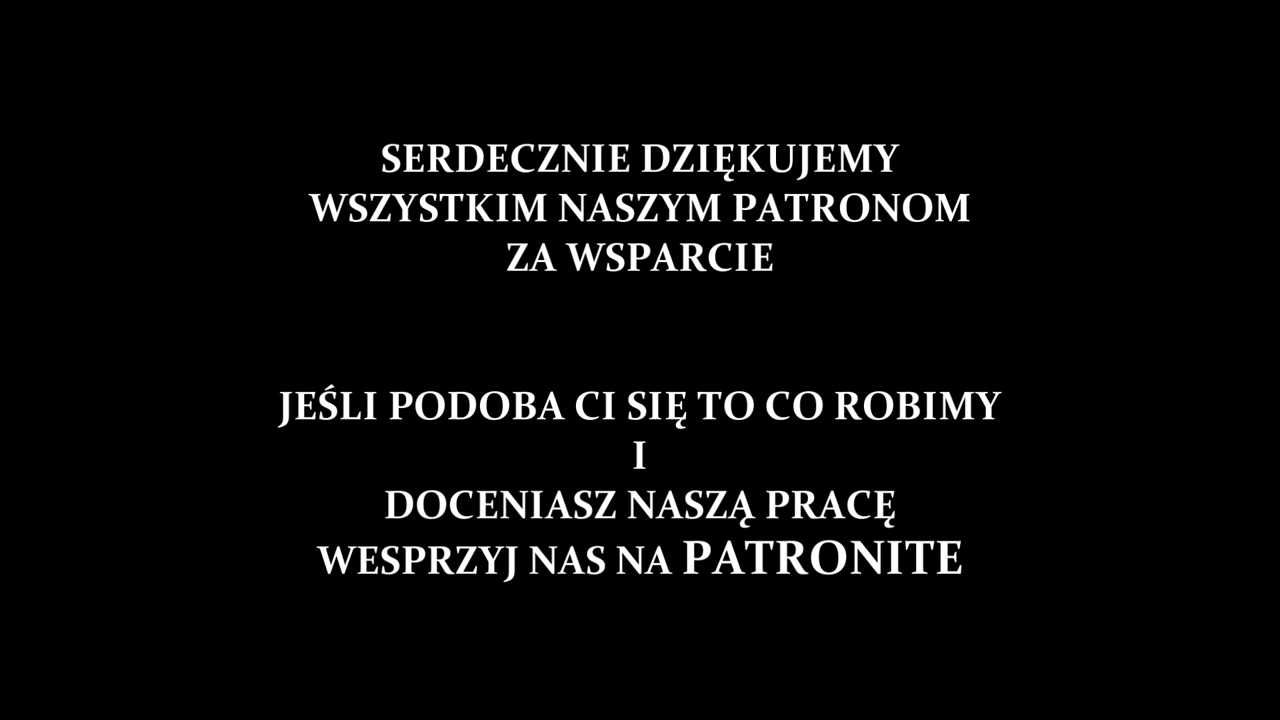 SERDECZNIE DZIĘKUJEMY
WSZYSTKIM NASZYM PATRONOM
ZA WSPARCIE
JEŚLI PODOBA CI SIĘ TO CO ROBIMY
I
DOCENIASZ NASZĄ PRACĘ
WESPRZYJ NAS NA PATRONITE